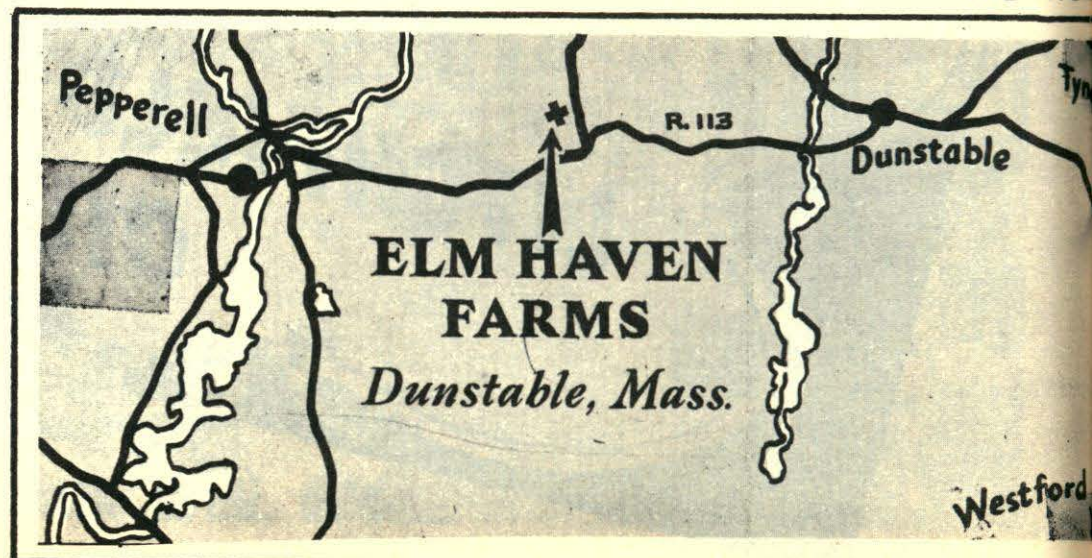 Pepperell
R. 113
Dunstable
ELM HAVEN
FARMS
Dunstable, Mass.
Westford